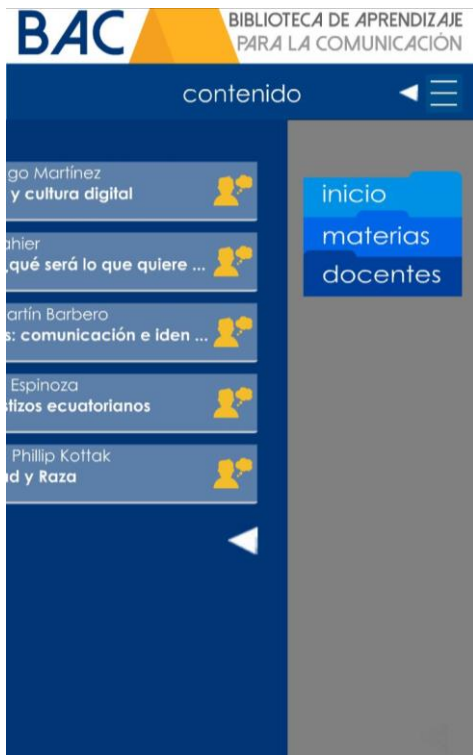 BAC
BIBLIOTECA DE APRENDIZAJE
PARA LA COMUNICACIÓN
contenido
go Martínez
y cultura digital
ahier
¿qué será lo que quiere ...
artín Barbero
s: comunicación e iden ...
Espinoza
stizos ecuatorianos
Phillip Kottak
ad y Raza
inicio
materias
docentes